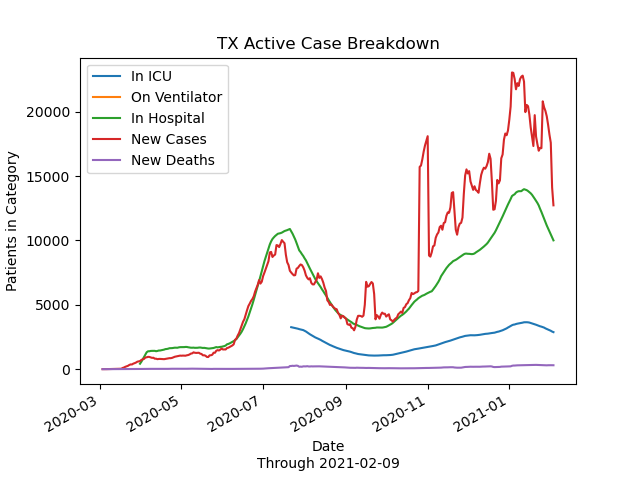 TX Active Case Breakdown
In ICU
On Ventilator
In Hospital
New Cases
New Deaths
Patients in Category
20000
15000
10000
5000
0
2020-03
2020-05
2020-07
2020-09
2020-11
2021-01
Date
Through 2021-02-09